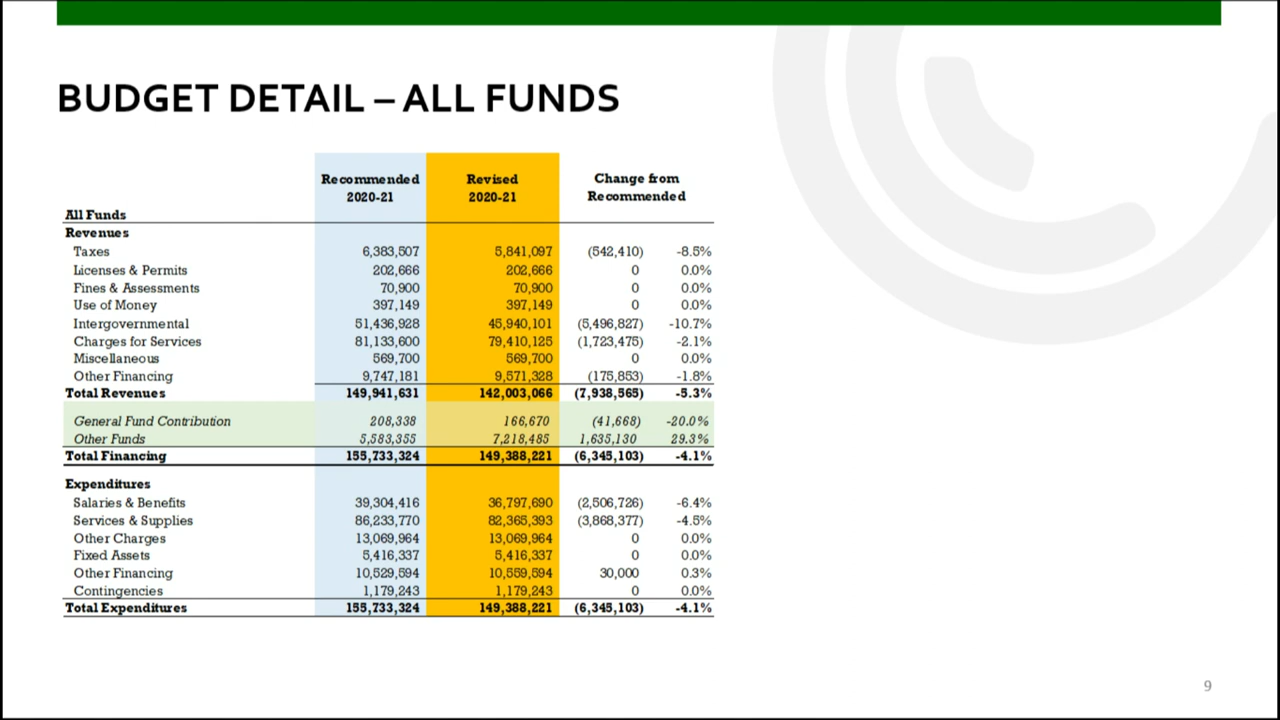 BUDGET DETAIL – ALL FUNDS
Recommended 2020-21 Revised 2020-21 Change from Recommended
All Funds
Revenues
Taxes 6,383,507 5,841,097 (542,410) -8.5%
Licenses & Permits 202,666 202,666 0 0.0%
Fines & Assessments 70,900 70,900 0 0.0%
Use of Money 397,149 397,149 0 0.0%
Intergovernmental 51,436,928 45,940,101 (5,496,827) -10.7%
Charges for Services 81,133,600 79,410,125 (1,723,475) -2.1%
Miscellaneous 569,700 569,700 0 0.0%
Other Financing 9,747,181 9,571,328 (175,853) -1.8%
Total Revenues 149,941,631 142,003,066 (7,938,565) -5.3%
General Fund Contribution 208,338 166,670 (41,668) -20.0%
Other Funds 5,583,355 7,218,485 1,635,130 29.3%
Total Financing 155,733,324 149,388,221 (6,345,103) -4.1%
Expenditures
Salaries & Benefits 39,304,416 36,797,690 (2,506,726) -6.4%
Services & Supplies 86,233,770 82,365,393 (3,868,377) -4.5%
Other Charges 13,069,964 13,069,964 0 0.0%
Fixed Assets 5,416,337 5,416,337 0 0.0%
Other Financing 10,529,594 10,559,594 30,000 0.3%
Contingencies 1,179,243 1,179,243 0 0.0%
Total Expenditures 155,733,324 149,388,221 (6,345,103) -4.1%
9